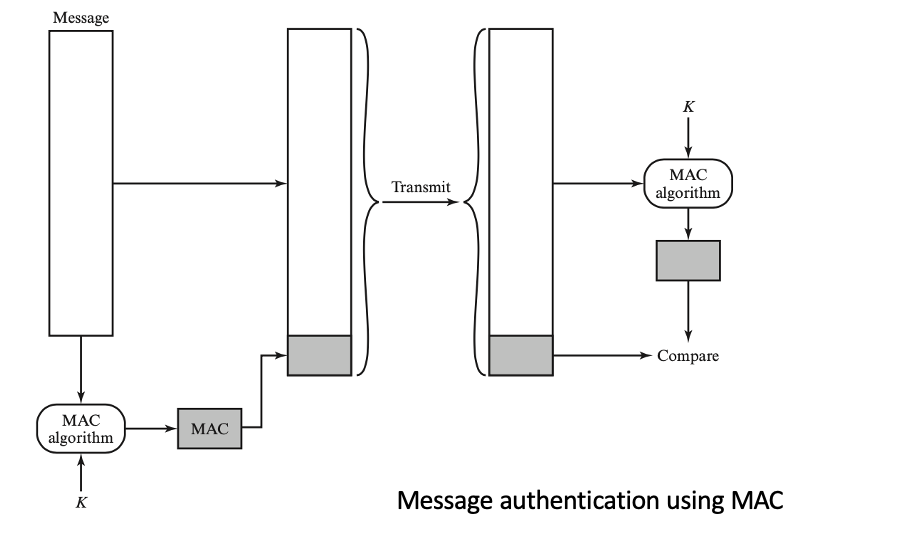 Message
K
Transmit
MAC
algorithm
Compare
MAC
algorithm
MAC
K
Message authentication using MAC